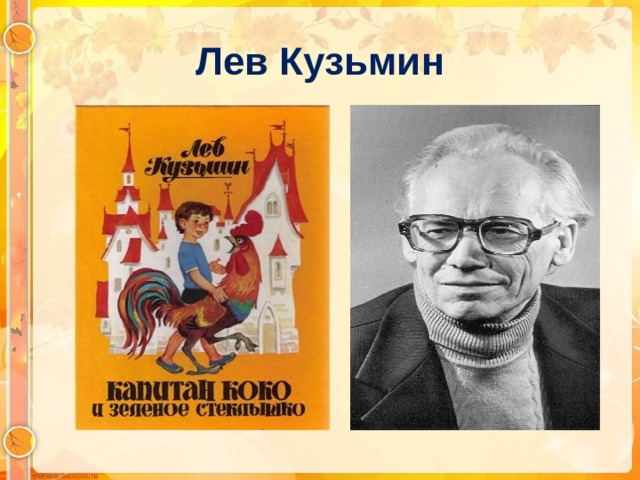 Лев Кузьмин
Лев
Кузьмин
КАПИТАН КОКО
И ЗЕЛЕНОЕ СТЕКЛЫШКО